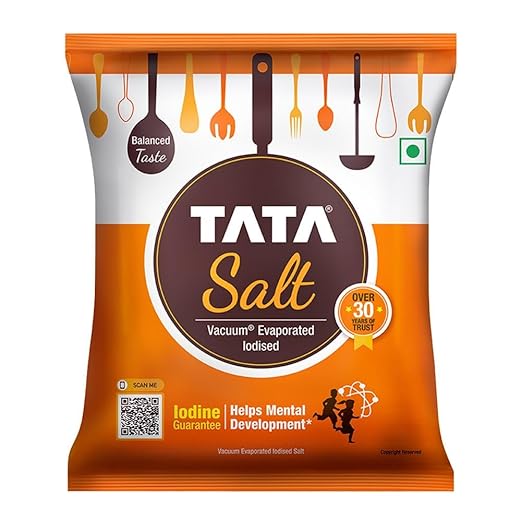 Balanced
Taste
TATA®
Salt
Vacuum® Evaporated
Iodised
OVER
30
YEARS OF
TRUST
SCAN ME
Iodine
Guarantee
Helps Mental
Development*
Vacuum Evaporated Iodised Salt
Copyright Reserved